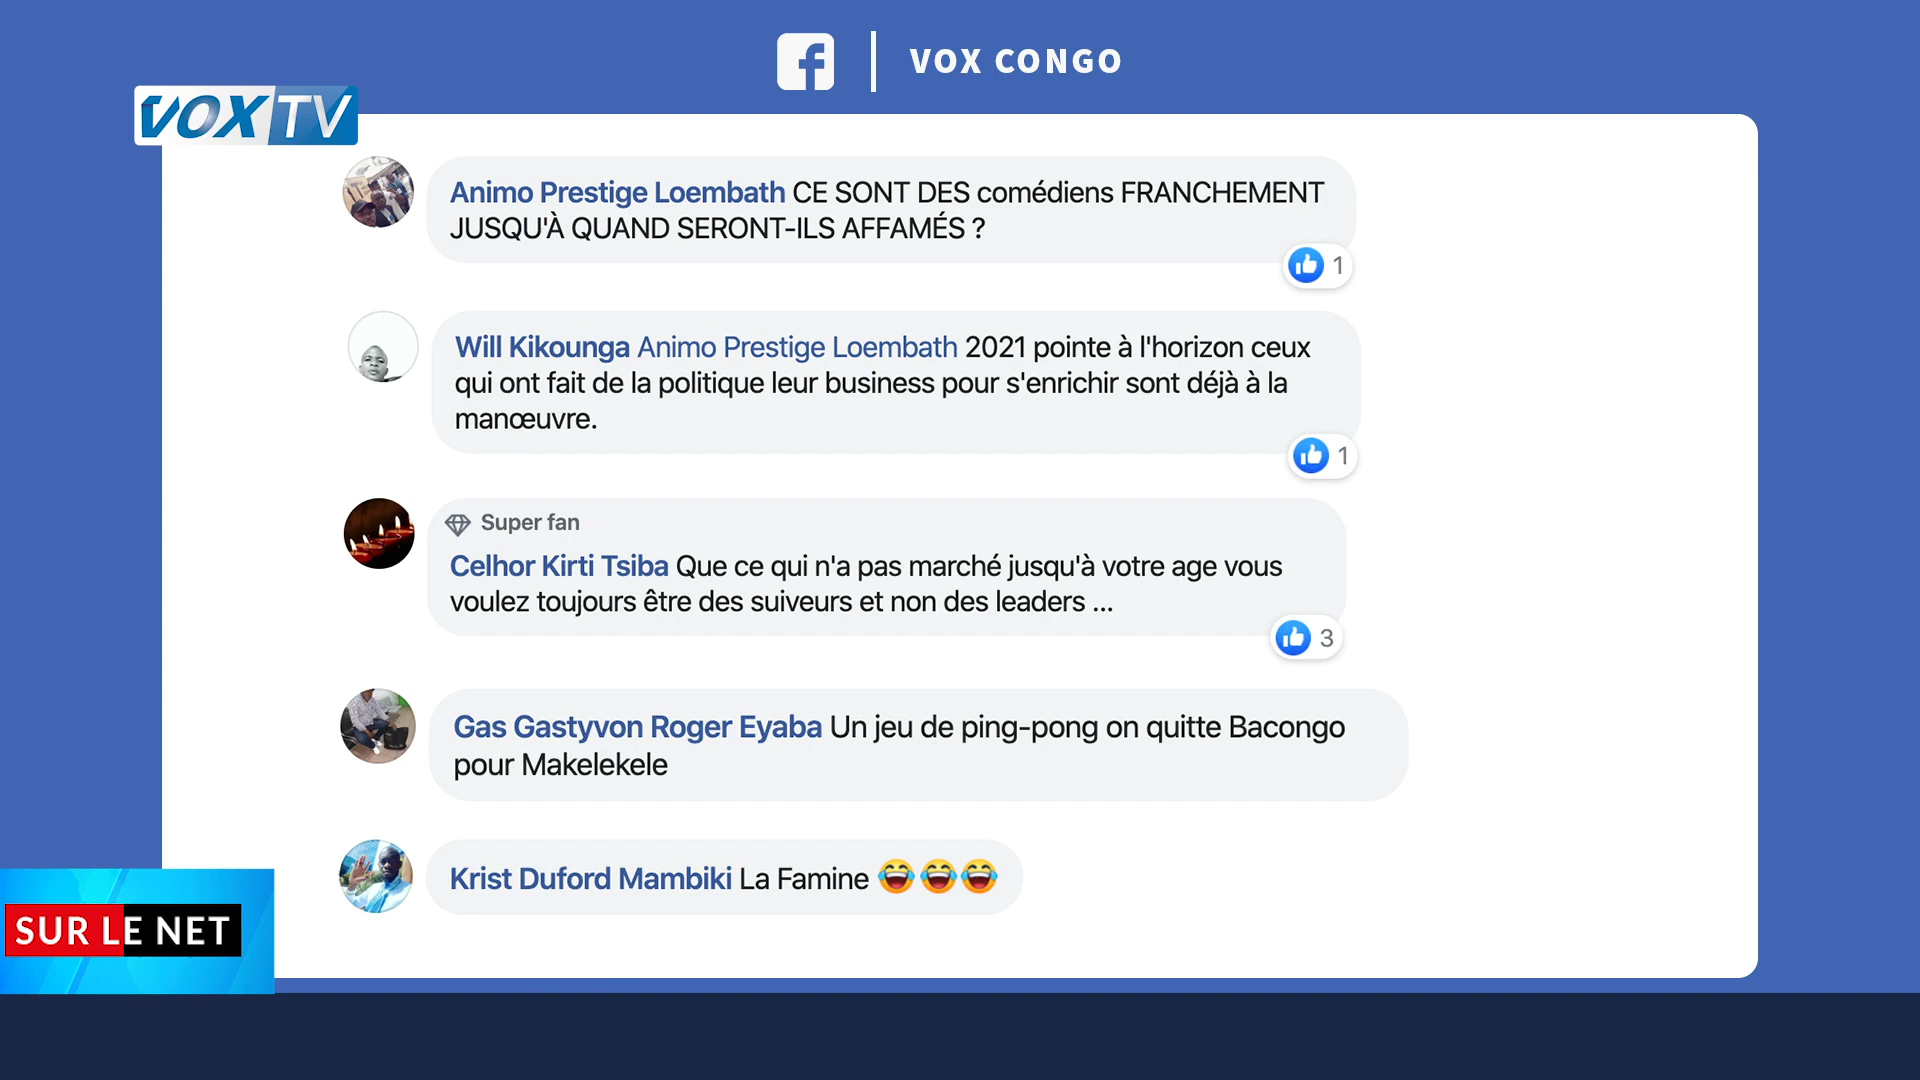 VOX CONGO
VOX TV
Animo Prestige Loembath CE SONT DES comédiens FRANCHEMENT
JUSQU'À QUAND SERONT-ILS AFFAMÉS ?
1
Will Kikounga Animo Prestige Loembath 2021 pointe à l'horizon ceux
qui ont fait de la politique leur business pour s'enrichir sont déjà à la
manœuvre.
1
Super fan
Celhor Kirti Tsiba Que ce qui n'a pas marché jusqu'à votre age vous
voulez toujours être des suiveurs et non des leaders ...
3
Gas Gastyvon Roger Eyaba Un jeu de ping-pong on quitte Bacongo
pour Makelekele
Krist Duford Mambiki La Famine 😂😂😂
SUR LE NET